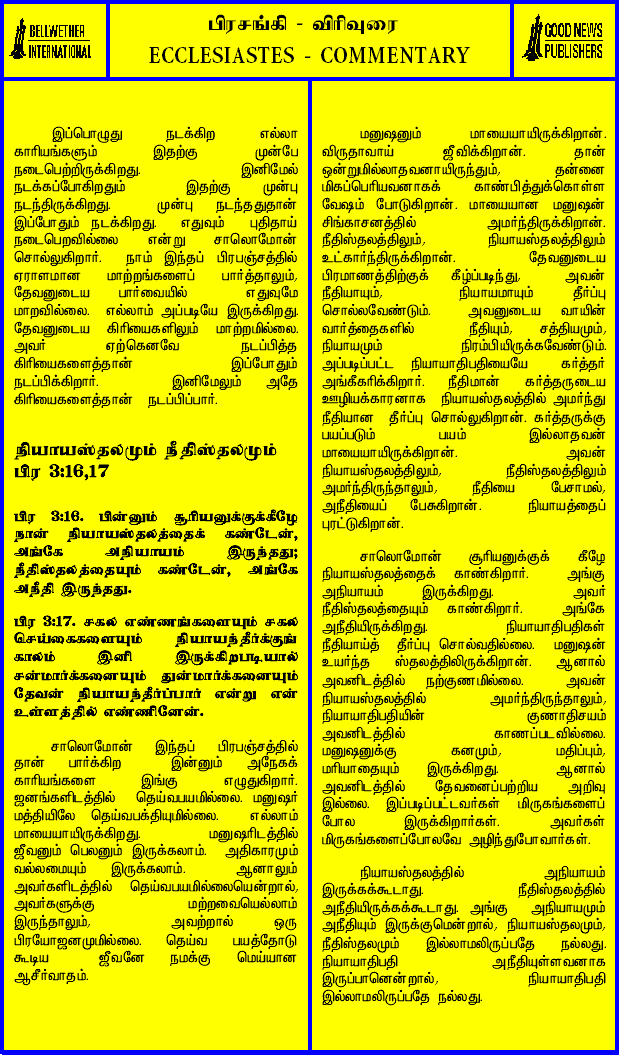 BELLWETHER
INTERNATIONAL
பிரசங்கி - விரிவுரை
ECCLESIASTES - COMMENTARY
GOOD NEWS
PUBLISHERS
இப்பொழுது நடக்கிற எல்லா
காரியங்களும் இதற்கு முன்பே
நடைபெற்றிருக்கிறது. இனிமேல்
நடக்கப்போகிறதும் இதற்கு முன்பு
நடந்திருக்கிறது. முன்பு நடந்ததுதான்
இப்போதும் நடக்கிறது. எதுவும் புதிதாய்
நடைபெறவில்லை என்று சாலொமோன்
சொல்லுகிறார். நாம் இந்தப் பிரபஞ்சத்தில்
ஏராளமான மாற்றங்களைப் பார்த்தாலும்,
தேவனுடைய பார்வையில் எதுவுமே
மாறவில்லை. எல்லாம் அப்படியே இருக்கிறது.
தேவனுடைய கிரியைகளிலும் மாற்றமில்லை.
அவர் ஏற்கெனவே நடப்பித்த
கிரியைகளைத்தான் இப்போதும்
நடப்பிக்கிறார். இனிமேலும் அதே
கிரியைகளைத்தான் நடப்பிப்பார்.
நியாயஸ்தலமும் நீதிஸ்தலமும்
பிர 3:16,17
பிர 3:16. பின்னும் சூரியனுக்குக்கீழே
நான் நியாயஸ்தலத்தைக் கண்டேன்,
அங்கே அநியாயம் இருந்தது;
நீதிஸ்தலத்தையும் கண்டேன், அங்கே
அநீதி இருந்தது.
பிர 3:17. சகல எண்ணங்களையும் சகல
செய்கைகளையும் நியாயந்தீர்க்குங்
காலம் இனி இருக்கிறபடியால்
சன்மார்க்கனையும் துன்மார்க்கனையும்
தேவன் நியாயந்தீர்ப்பார் என்று என்
உள்ளத்தில் எண்ணினேன்.
சாலொமோன் இந்தப் பிரபஞ்சத்தில்
தான் பார்க்கிற இன்னும் அநேகக்
காரியங்களை இங்கு எழுதுகிறார்.
ஜனங்களிடத்தில் தெய்வபயமில்லை. மனுஷர்
மத்தியிலே தெய்வபக்தியுமில்லை. எல்லாம்
மாயையாயிருக்கிறது. மனுஷரிடத்தில்
ஜீவனும் பெலனும் இருக்கலாம். அதிகாரமும்
வல்லமையும் இருக்கலாம். ஆனாலும்
அவர்களிடத்தில் தெய்வபயமில்லையென்றால்,
அவர்களுக்கு மற்றவையெல்லாம்
இருந்தாலும், அவற்றால் ஒரு
பிரயோஜனமுமில்லை. தெய்வ பயத்தோடு
கூடிய ஜீவனே நமக்கு மெய்யான
ஆசீர்வாதம்.
மனுஷனும் மாயையாயிருக்கிறான்.
விருதாவாய் ஜீவிக்கிறான். தான்
ஒன்றுமில்லாதவனாயிருந்தும், தன்னை
மிகப்பெரியவனாகக் காண்பித்துக்கொள்ள
வேஷம் போடுகிறான். மாயையான மனுஷன்
சிங்காசனத்தில் அமர்ந்திருக்கிறான்.
நீதிஸ்தலத்திலும், நியாயஸ்தலத்திலும்
உட்கார்ந்திருக்கிறான். தேவனுடைய
பிரமாணத்திற்குக் கீழ்ப்படிந்து, அவன்
நீதியாயும், நியாயமாயும் தீர்ப்பு
சொல்லவேண்டும். அவனுடைய வாயின்
வார்த்தைகளில் நீதியும், சத்தியமும்,
நியாயமும் நிரம்பியிருக்கவேண்டும்.
அப்படிப்பட்ட நியாயாதிபதியையே கர்த்தர்
அங்கீகரிக்கிறார். நீதிமான் கர்த்தருடைய
ஊழியக்காரனாக நியாயஸ்தலத்தில் அமர்ந்து
நீதியான தீர்ப்பு சொல்லுகிறான். கர்த்தருக்கு
பயப்படும் பயம் இல்லாதவன்
மாயையாயிருக்கிறான். அவன்
நியாயஸ்தலத்திலும், நீதிஸ்தலத்திலும்
அமர்ந்திருந்தாலும், நீதியை பேசாமல்,
அநீதியைப் பேசுகிறான். நியாயத்தைப்
புரட்டுகிறான்.
சாலொமோன் சூரியனுக்குக் கீழே
நியாயஸ்தலத்தைக் காண்கிறார். அங்கு
அநியாயம் இருக்கிறது. அவர்
நீதிஸ்தலத்தையும் காண்கிறார். அங்கே
அநீதியிருக்கிறது. நியாயாதிபதிகள்
நீதியாய்த் தீர்ப்பு சொல்வதில்லை. மனுஷன்
உயர்ந்த ஸ்தலத்திலிருக்கிறான். ஆனால்
அவனிடத்தில் நற்குணமில்லை. அவன்
நியாயஸ்தலத்தில் அமர்ந்திருந்தாலும்,
நியாயாதிபதியின் குணாதிசயம்
அவனிடத்தில் காணப்படவில்லை.
மனுஷனுக்கு கனமும், மதிப்பும்,
மரியாதையும் இருக்கிறது. ஆனால்
அவனிடத்தில் தேவனைப்பற்றிய அறிவு
இல்லை. இப்படிப்பட்டவர்கள் மிருகங்களைப்
போல இருக்கிறார்கள். அவர்கள்
மிருகங்களைப்போலவே அழிந்துபோவார்கள்.
நியாயஸ்தலத்தில் அநியாயம்
இருக்கக்கூடாது. நீதிஸ்தலத்தில்
அநீதியிருக்கக்கூடாது. அங்கு அநியாயமும்
அநீதியும் இருக்குமென்றால், நியாயஸ்தலமும்,
நீதிஸ்தலமும் இல்லாமலிருப்பதே நல்லது.
நியாயாதிபதி அநீதியுள்ளவனாக
இருப்பானென்றால், நியாயாதிபதி
இல்லாமலிருப்பதே நல்லது.